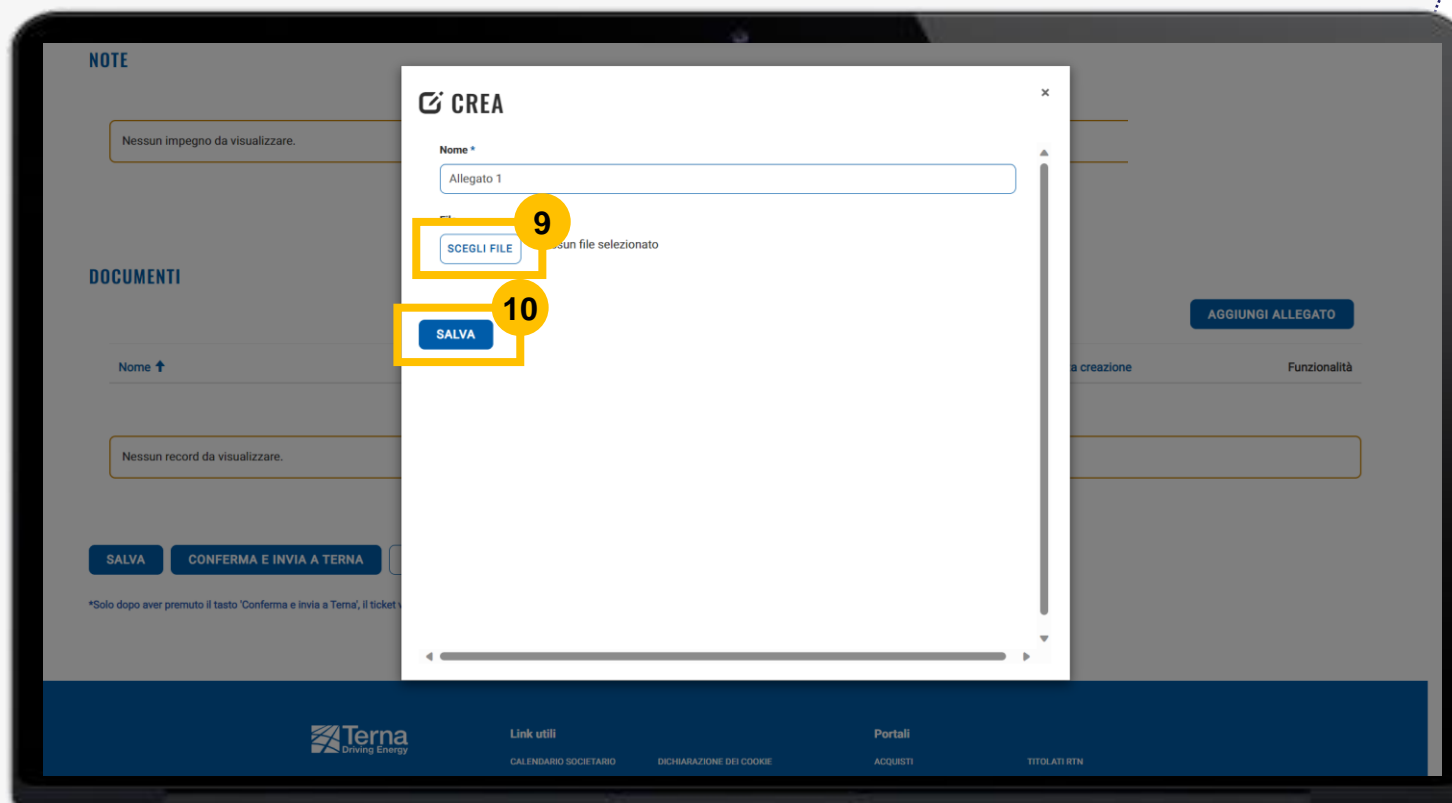 NOTE
Nessun impegno da visualizzare.
CREA
×
Nome *
Allegato 1
9
SCEGLI FILE
file selezionato
10
SALVA
DOCUMENTI
AGGIUNGI ALLEGATO
Nome
creazione
Funzionalità
Nessun record da visualizzare.
SALVA
CONFERMA E INVIA A TERNA
*Solo dopo aver premuto il tasto 'Conferma e invia a Terna', il ticket
Terna
Driving Energy
Link utili
Portali
CALENDARIO SOCIETARIO
DICHIARAZIONE DEI COOKIE
ACQUISTI
TITOLATI RTN